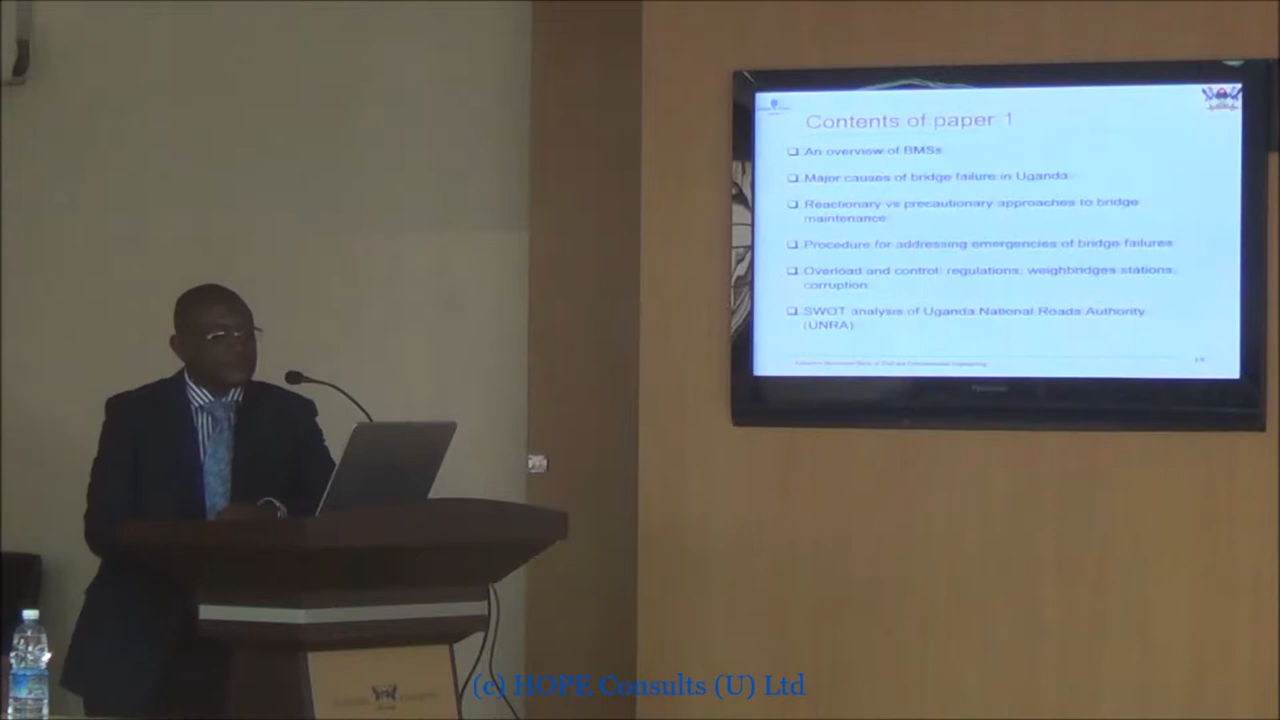 Contents of paper 1
❑ An overview of BMSs
❑ Major causes of bridge failure in Uganda
❑ Reactionary vs precautionary approaches to bridge
maintenance
❑ Procedure for addressing emergencies of bridge failures
❑ Overload and control: regulations, weighbridges stations,
corruption
❑ SWOT analysis of Uganda National Roads Authority
(UNRA)
Panasonic
(c) HOPE Consults (U) Ltd